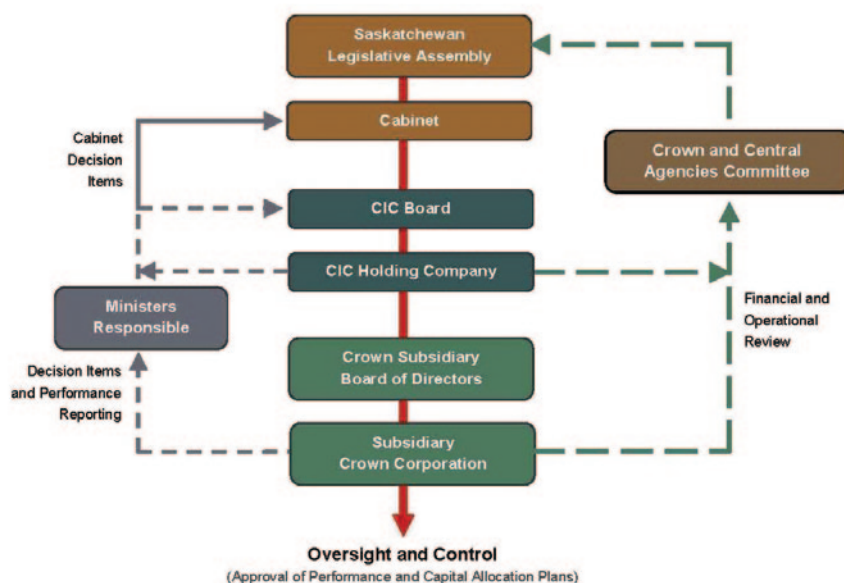 Saskatchewan
Legislative Assembly
Cabinet
Cabinet
Decision
Items
Crown and Central
Agencies Committee
CIC Board
CIC Holding Company
Ministers
Responsible
Financial and
Operational
Review
Crown Subsidiary
Board of Directors
Decision Items
and Performance
Reporting
Subsidiary
Crown Corporation
Oversight and Control
(Approval of Performance and Capital Allocation Plans)